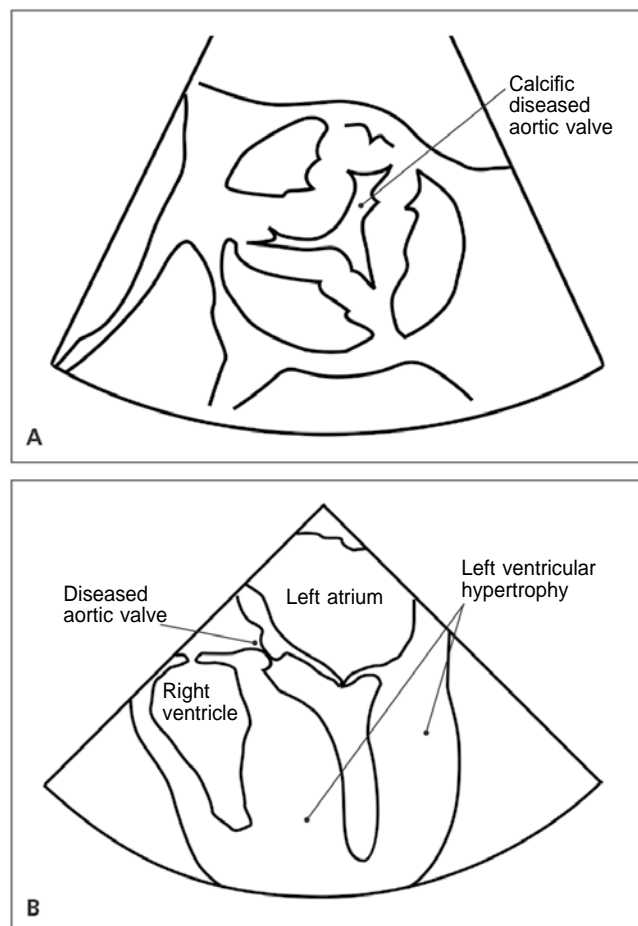 Calcific
diseased
aortic valve
A
Left ventricular
hypertrophy
Diseased
aortic valve
Left atrium
Right
ventricle
B